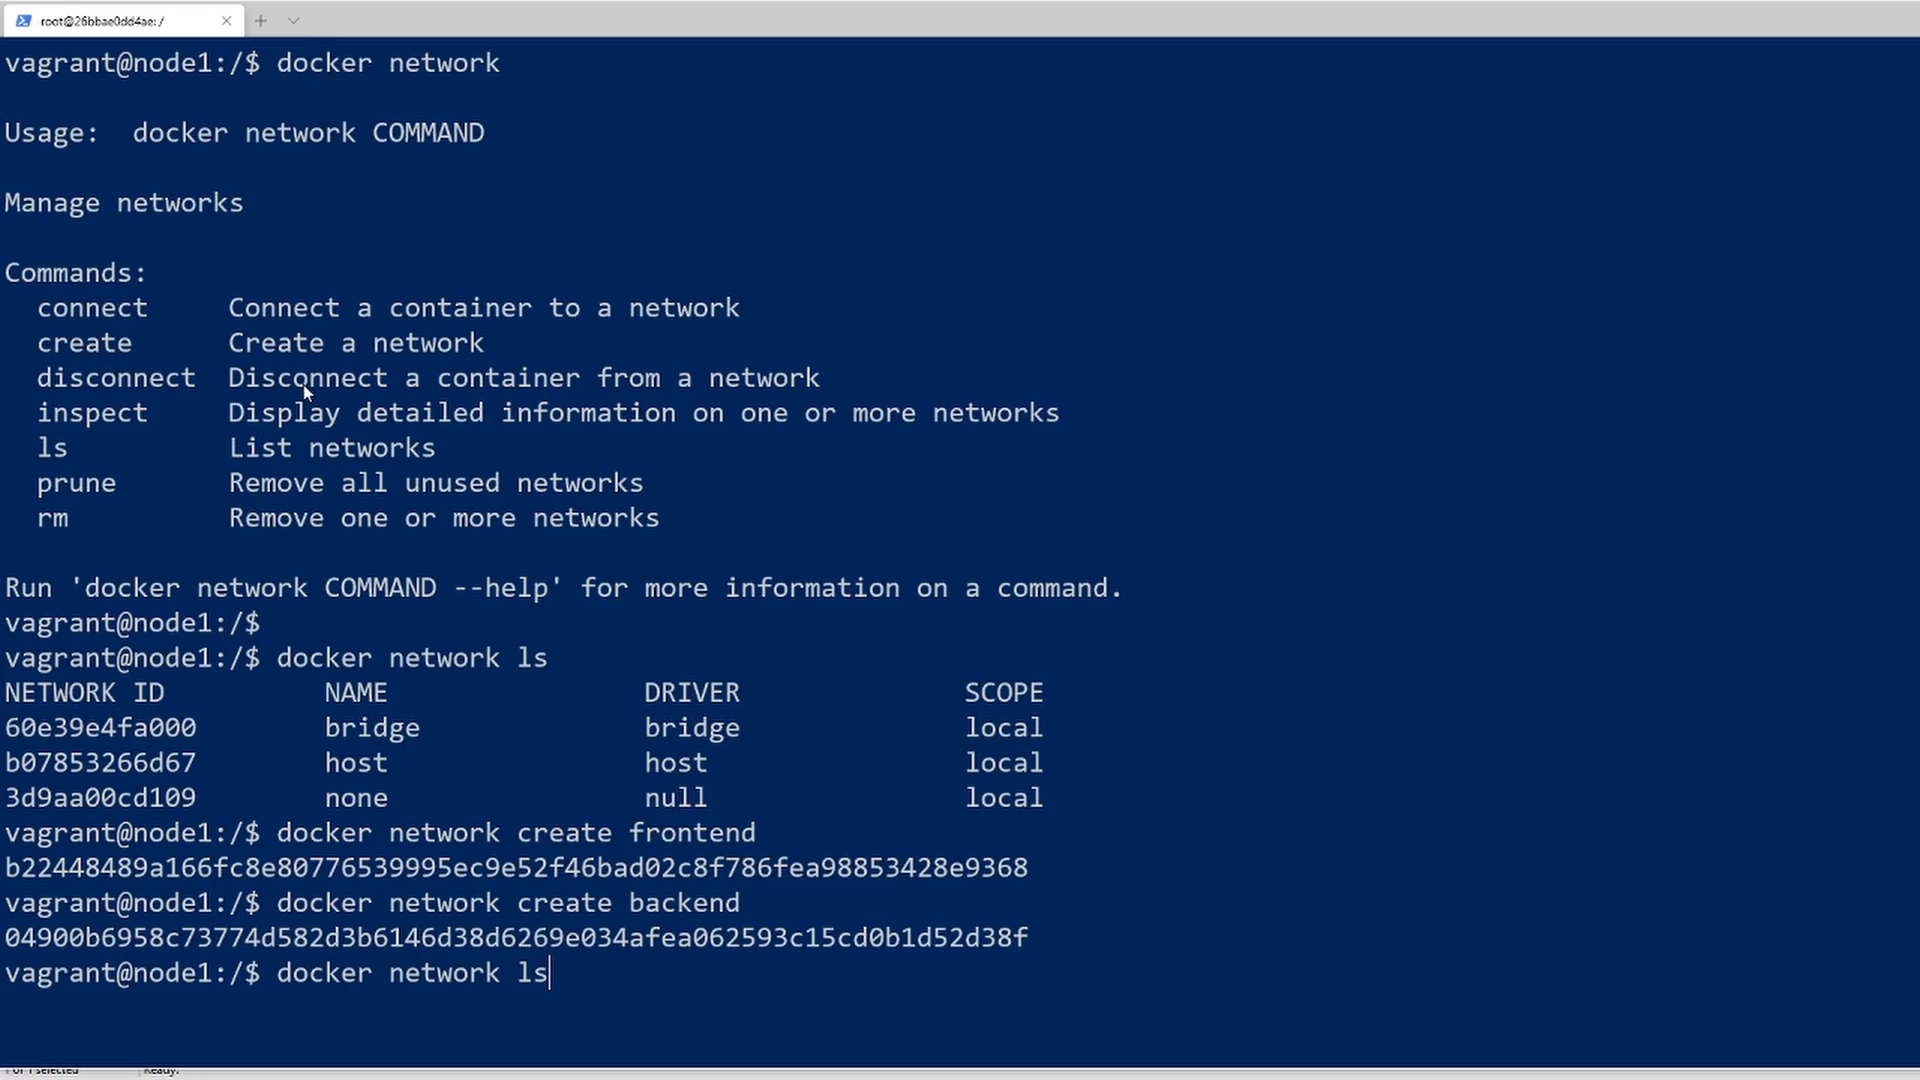 root@26bbae0dd4ae: /
vagrant@node1:/$ docker network
Usage:  docker network COMMAND
Manage networks
Commands:
  connect     Connect a container to a network
  create      Create a network
  disconnect  Disconnect a container from a network
  inspect     Display detailed information on one or more networks
  ls          List networks
  prune       Remove all unused networks
  rm          Remove one or more networks
Run 'docker network COMMAND --help' for more information on a command.
vagrant@node1:/$
vagrant@node1:/$ docker network ls
NETWORK ID          NAME                DRIVER              SCOPE
60e39e4fa000        bridge              bridge              local
b07853266d67        host                host                local
3d9aa00cd109        none                null                local
vagrant@node1:/$ docker network create frontend
b22448489a166fc8e80776539995ec9e52f46bad02c8f786fea98853428e9368
vagrant@node1:/$ docker network create backend
04900b6958c73774d582d3b6146d38d6269e034afea062593c15cd0b1d52d38f
vagrant@node1:/$ docker network ls
1 of 1 selected Ready.